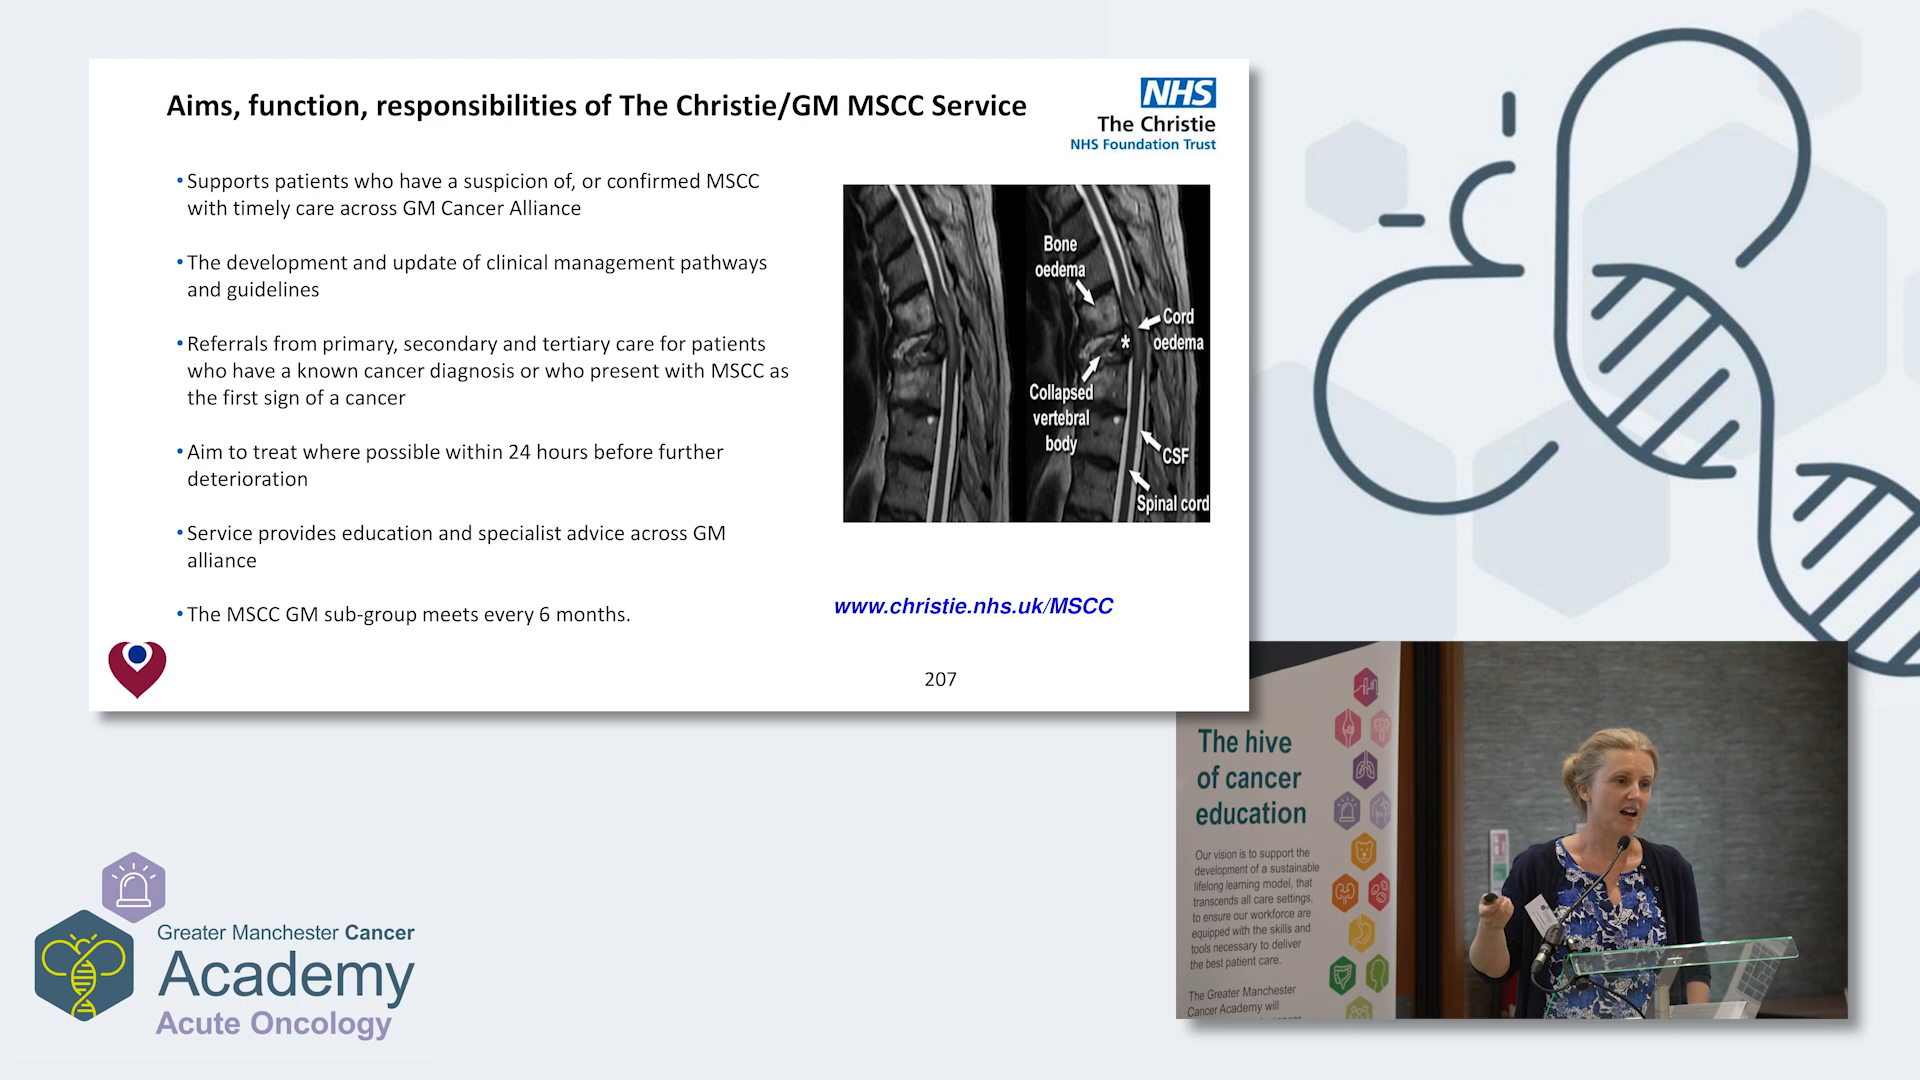 Aims, function, responsibilities of The Christie/GM MSCC Service
NHS
The Christie
NHS Foundation Trust
•Supports patients who have a suspicion of, or confirmed MSCC
with timely care across GM Cancer Alliance
•The development and update of clinical management pathways
and guidelines
•Referrals from primary, secondary and tertiary care for patients
who have a known cancer diagnosis or who present with MSCC as
the first sign of a cancer
•Aim to treat where possible within 24 hours before further
deterioration
•Service provides education and specialist advice across GM
alliance
•The MSCC GM sub-group meets every 6 months.
Bone
oedema
Cord
oedema
*
Collapsed
vertebral
body
CSF
Spinal cord
www.christie.nhs.uk/MSCC
207
The hive
of cancer
education
Our vision is to support the
development of a sustainable
lifelong learning model, that
transcends all care settings,
to ensure our workforce are
equipped with the skills and
tools necessary to deliver
the best patient care.
The Greater Manchester
Cancer Academy will
Greater Manchester Cancer
Academy
Acute Oncology